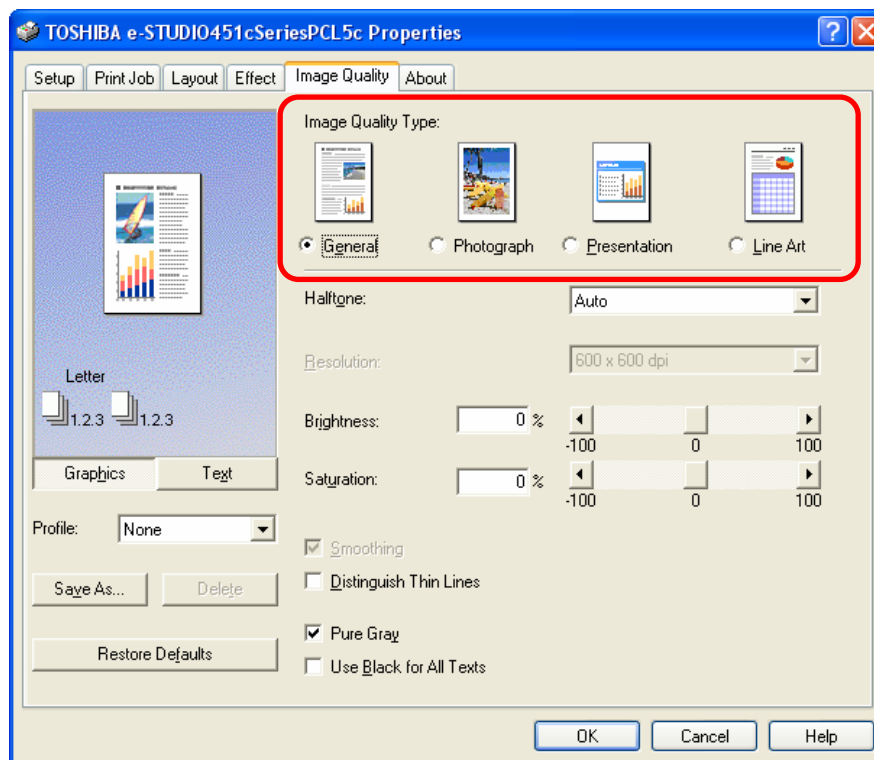 TOSHIBA e-STUDIO451cSeriesPCL5c Properties
Setup Print Job Layout Effect Image Quality About
Image Quality Type:
General Photograph Presentation Line Art
Halftone: Auto
Resolution: 600 x 600 dpi
Letter
1.2.3 1.2.3
Brightness: 0 %
-100 0 100
Graphics Text
Saturation: 0 %
-100 0 100
Profile: None
Smoothing
Save As... Delete
Distinguish Thin Lines
Pure Gray
Restore Defaults
Use Black for All Texts
OK Cancel Help